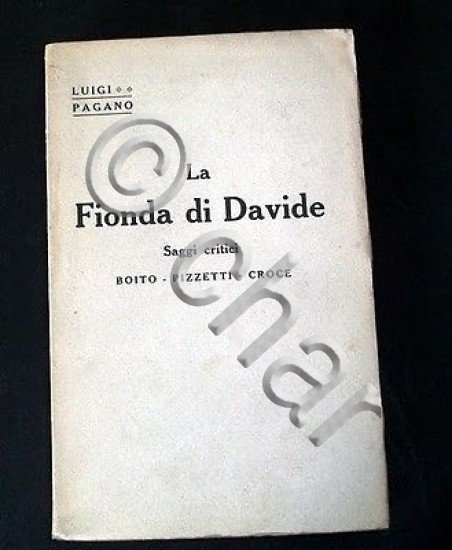 LUIGI
PAGANO
La
Fionda di Davide
Saggi critici
BOITO - PIZZETTI - CROCE
© char